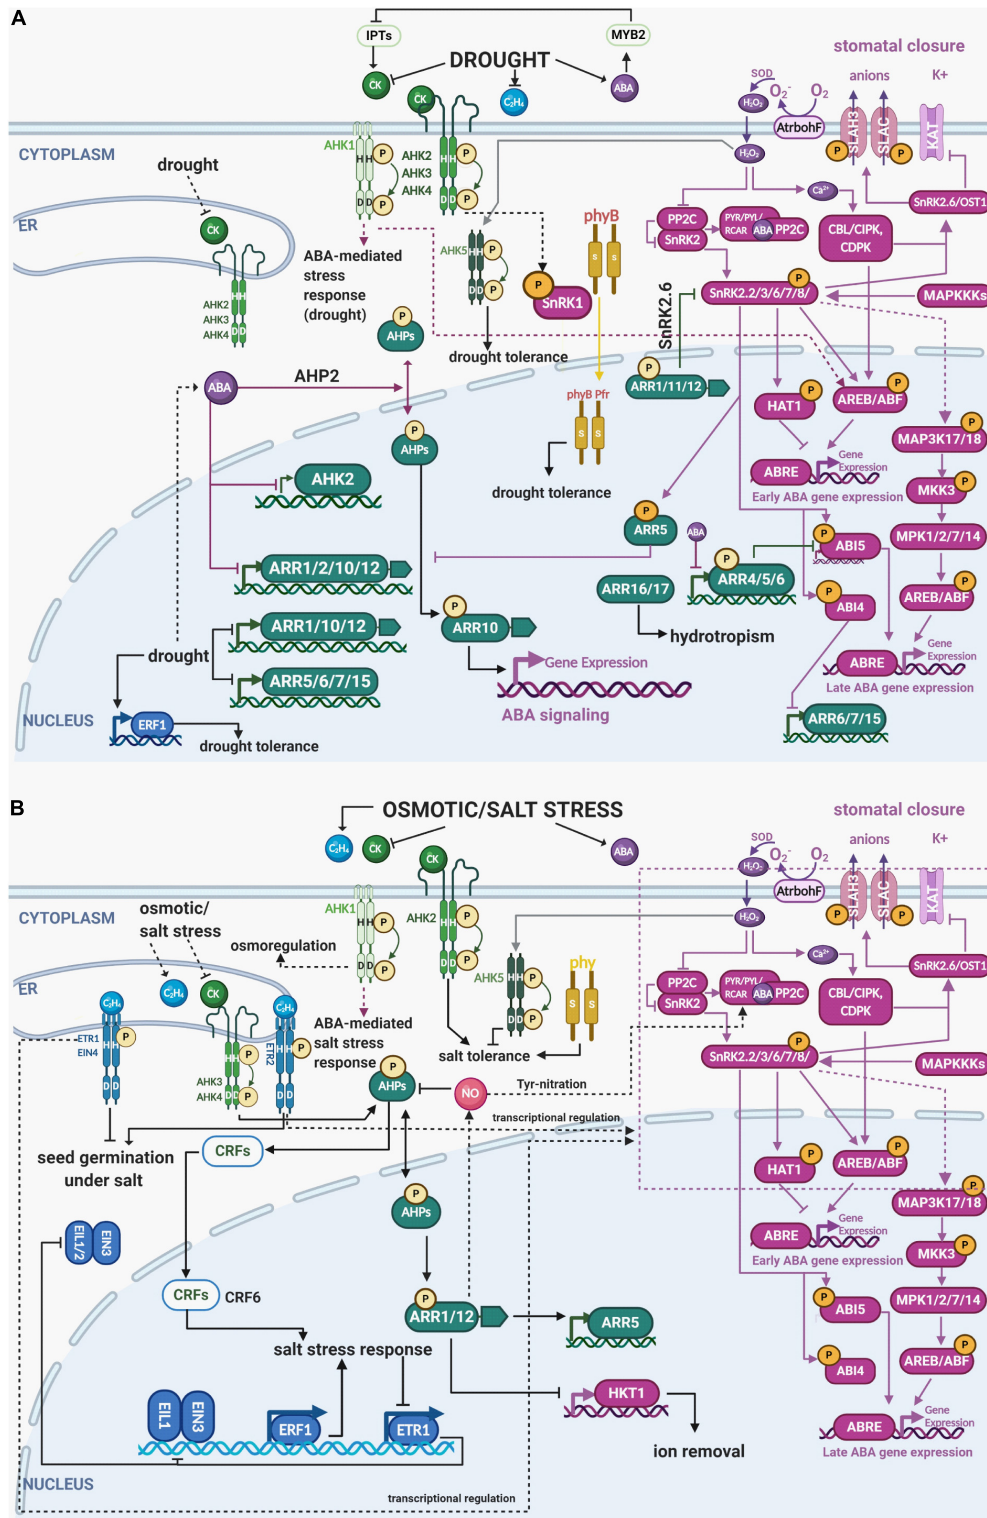 A
IPTs
MYB2
DROUGHT
stomatal closure
CK
C₂H₄
ABA
SOD
O₂⁻
O₂
anions
K+
H₂O₂
AtrbohF
SLAH3
SLAC
KAT
CYTOPLASM
CK
AHK1
AHK2
AHK3
AHK4
H H
H H
D D
D D
P
P
P
P
H₂O₂
P
P
drought
Ca²⁺
SnRK2.6/OST1
ER
CK
phyB
PP2C
SnRK2
PYR/PYL/
RCAR
ABA
PP2C
CBL/CIPK,
CDPK
AHK5
H H
D D
P
P
S
S
ABA-mediated
stress
response
(drought)
AHK2
AHK3
AHK4
H H
D D
P
SnRK1
P
SnRK2.2/3/6/7/8/
MAPKKKs
P
AHPs
SnRK2.6
drought tolerance
ABA
AHP2
P
ARR1/11/12
phyB Pfr
S
S
P
HAT1
P
AREB/ABF
P
AHPs
P
MAP3K17/18
ABRE
Gene
Expression
AHK2
drought tolerance
Early ABA gene expression
P
MKK3
P
ARR5
ABA
P
ABI5
MPK1/2/7/14
ARR1/2/10/12
P
ARR4/5/6
ARR16/17
P
ABI4
P
AREB/ABF
P
ARR10
ARR1/10/12
hydrotropism
drought
Gene Expression
ABRE
Gene
Expression
ARR5/6/7/15
Late ABA gene expression
ABA signaling
NUCLEUS
ERF1
ARR6/7/15
drought tolerance
B
OSMOTIC/SALT STRESS
stomatal closure
C₂H₄
CK
ABA
SOD
O₂⁻
O₂
anions
K+
CK
H₂O₂
AtrbohF
SLAH3
SLAC
KAT
osmotic/
salt stress
CYTOPLASM
AHK1
AHK2
H H
H H
D D
D D
P
P
P
P
H₂O₂
P
P
osmoregulation
Ca²⁺
SnRK2.6/OST1
ER
C₂H₄
CK
C₂H₄
C₂H₄
AHK5
H H
D D
P
P
phy
S
S
PP2C
SnRK2
PYR/PYL/
RCAR
ABA
PP2C
CBL/CIPK,
CDPK
ABA-mediated
salt stress
response
ETR1
EIN4
H H
D D
P
ETR2
H H
D D
P
AHK3
AHK4
H H
D D
P
P
salt tolerance
P
SnRK2.2/3/6/7/8/
MAPKKKs
P
AHPs
NO
Tyr-nitration
transcriptional regulation
seed germination
under salt
CRFs
P
HAT1
P
AREB/ABF
P
AHPs
P
MAP3K17/18
EIL1/2
EIN3
ABRE
Gene
Expression
Early ABA gene expression
P
MKK3
CRFs
CRF6
P
ARR1/12
ARR5
P
ABI5
MPK1/2/7/14
salt stress response
P
ABI4
P
AREB/ABF
HKT1
EIL1
EIN3
ERF1
ETR1
ABRE
Gene
Expression
Late ABA gene expression
ion removal
NUCLEUS
transcriptional regulation